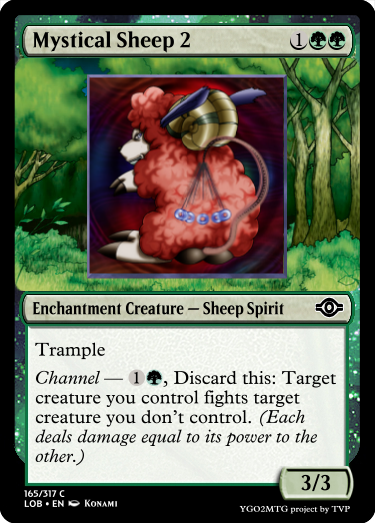 Mystical Sheep 2 1
Enchantment Creature — Sheep Spirit
Trample
Channel — 1, Discard this: Target
creature you control fights target
creature you don't control. (Each
deals damage equal to its power to the
other.)
3/3
165/317 C
LOB • EN Konami
YGO2MTG project by TVP